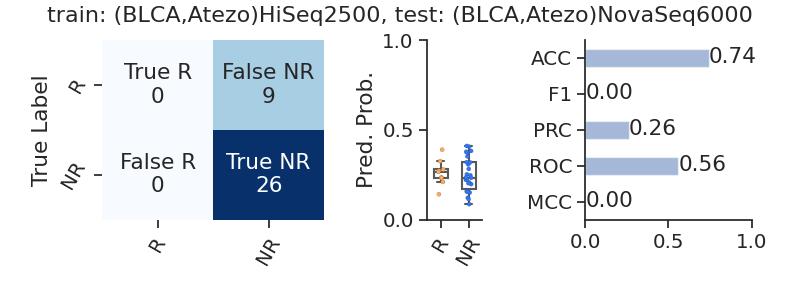 train: (BLCA,Atezo)HiSeq2500, test: (BLCA,Atezo)NovaSeq6000
True Label
R
NR
True R
0
False NR
9
False R
0
True NR
26
R
NR
Pred. Prob.
1.0
0.5
0.0
R
NR
ACC
0.74
F1
0.00
PRC
0.26
ROC
0.56
MCC
0.00
0.0
0.5
1.0